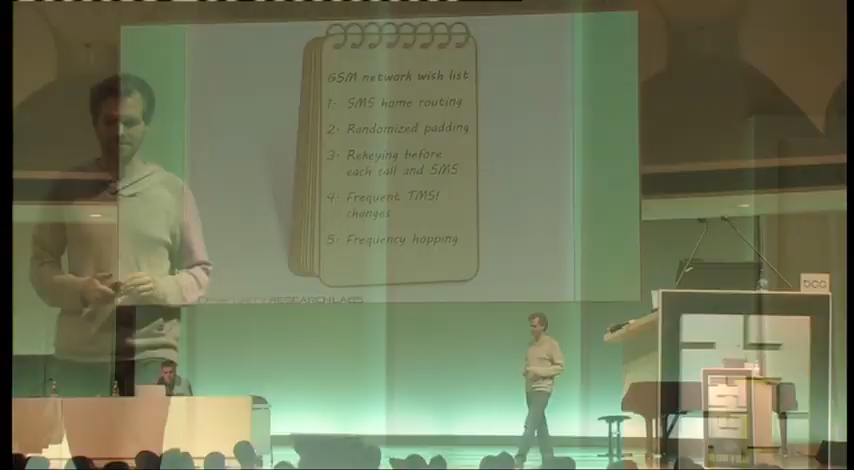 GSM network wish list
1. SMS home routing
2. Randomized padding
3. Rekeying before
each call and SMS
4. Frequent TMSI
changes
5. Frequency hopping
RESEARCH LABS
bcc